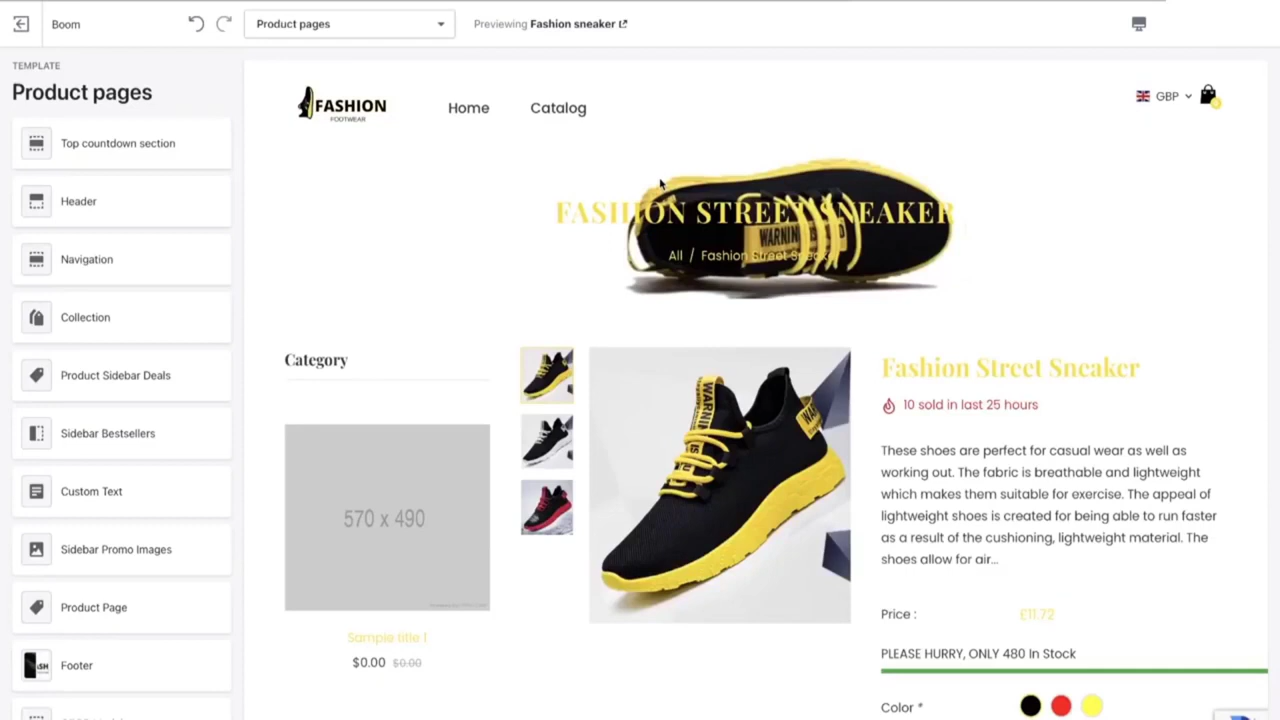 Boom
Product pages
Previewing Fashion sneaker
TEMPLATE
Product pages
Top countdown section
Header
Navigation
Collection
Product Sidebar Deals
Sidebar Bestsellers
Custom Text
Sidebar Promo Images
Product Page
Footer
FASHION
FOOTWEAR
Home
Catalog
GBP
FASHION STREET SNEAKER
WARNING
All / Fashion Street Sneaker
Category
570 x 490
Sample title 1
$0.00 $0.00
Fashion Street Sneaker
10 sold in last 25 hours
These shoes are perfect for casual wear as well as
working out. The fabric is breathable and lightweight
which makes them suitable for exercise. The appeal of
lightweight shoes is created for being able to run faster
as a result of the cushioning, lightweight material. The
shoes allow for air...
Price : £11.72
PLEASE HURRY, ONLY 480 In Stock
Color *